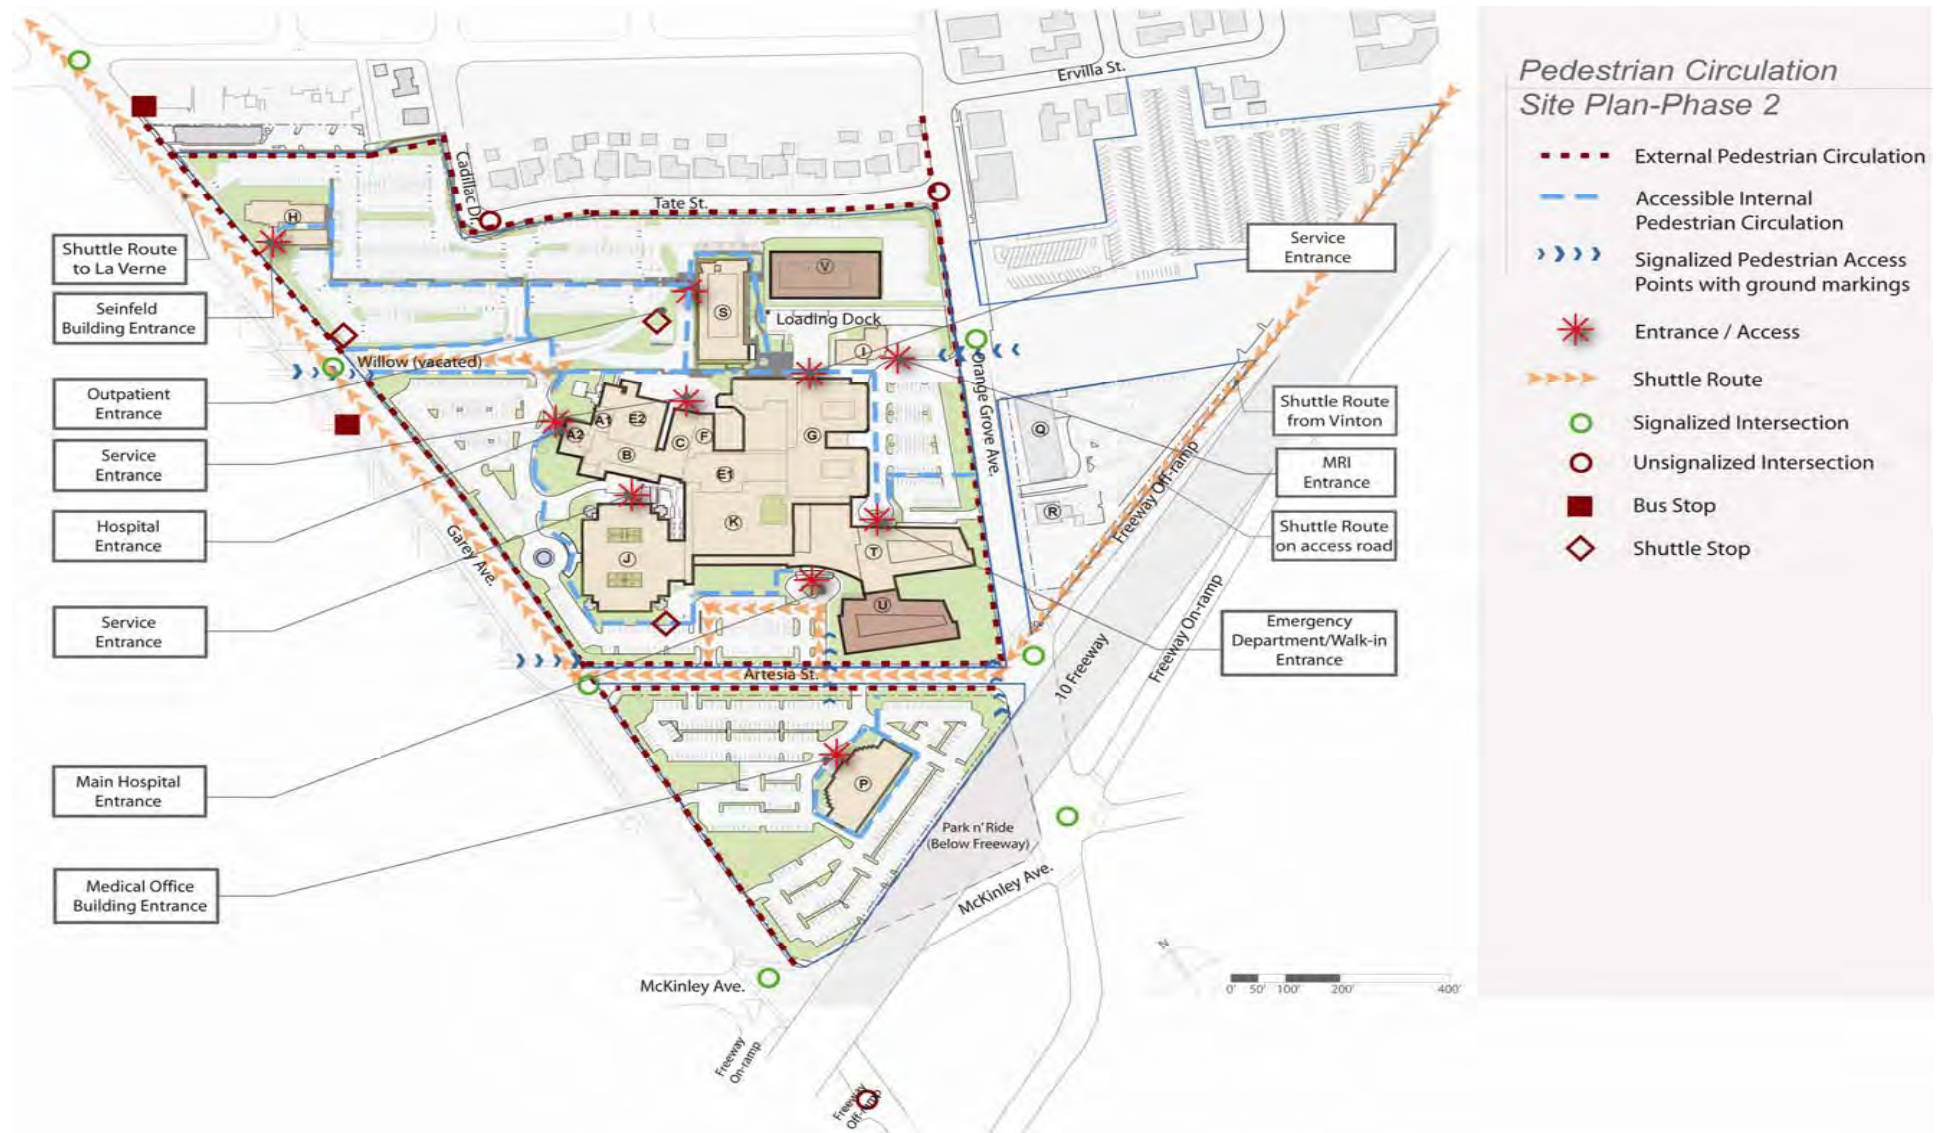 Pedestrian Circulation
Site Plan-Phase 2
External Pedestrian Circulation
Accessible Internal
Pedestrian Circulation
Signalized Pedestrian Access
Points with ground markings
Entrance / Access
Shuttle Route
Signalized Intersection
Unsignalized Intersection
Bus Stop
Shuttle Stop
Ervilla St.
Cadillac Dr.
Tate St.
H
V
S
Loading Dock
I
Willow (vacated)
Orange Grove Ave.
A1
A2
E2
B
C
F
G
E1
K
J
T
U
Q
R
P
Garey Ave.
Artesia St.
Freeway Off-ramp
Freeway On-ramp
10 Freeway
Park n' Ride
(Below Freeway)
McKinley Ave.
McKinley Ave.
Freeway
On-ramp
Freeway
Off-ramp
N
0' 50' 100' 200' 400'
Shuttle Route
to La Verne
Seinfeld
Building Entrance
Outpatient
Entrance
Service
Entrance
Hospital
Entrance
Service
Entrance
Main Hospital
Entrance
Medical Office
Building Entrance
Service
Entrance
Shuttle Route
from Vinton
MRI
Entrance
Shuttle Route
on access road
Emergency
Department/Walk-in
Entrance